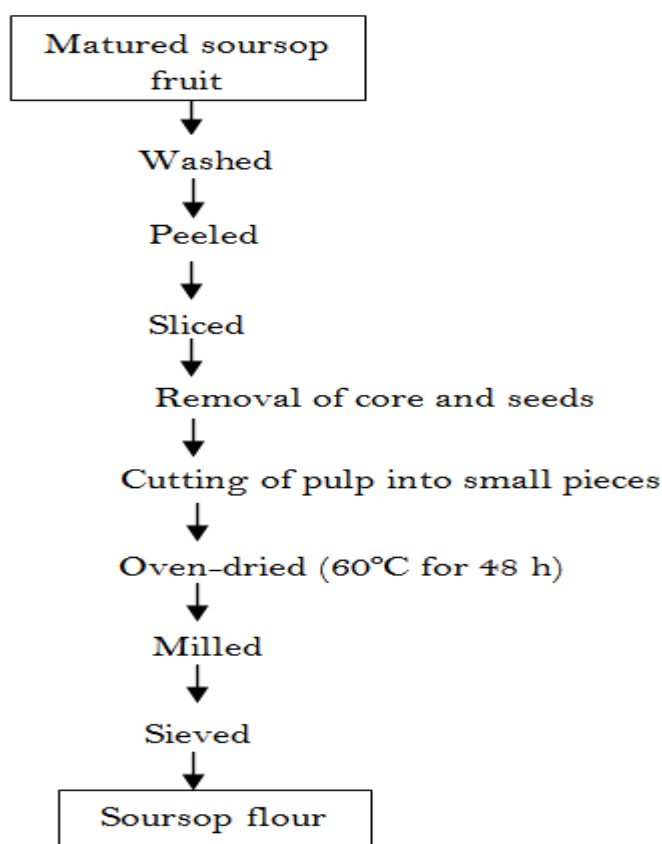 Matured soursop
fruit
Washed
Peeled
Sliced
Removal of core and seeds
Cutting of pulp into small pieces
Oven-dried (60°C for 48 h)
Milled
Sieved
Soursop flour